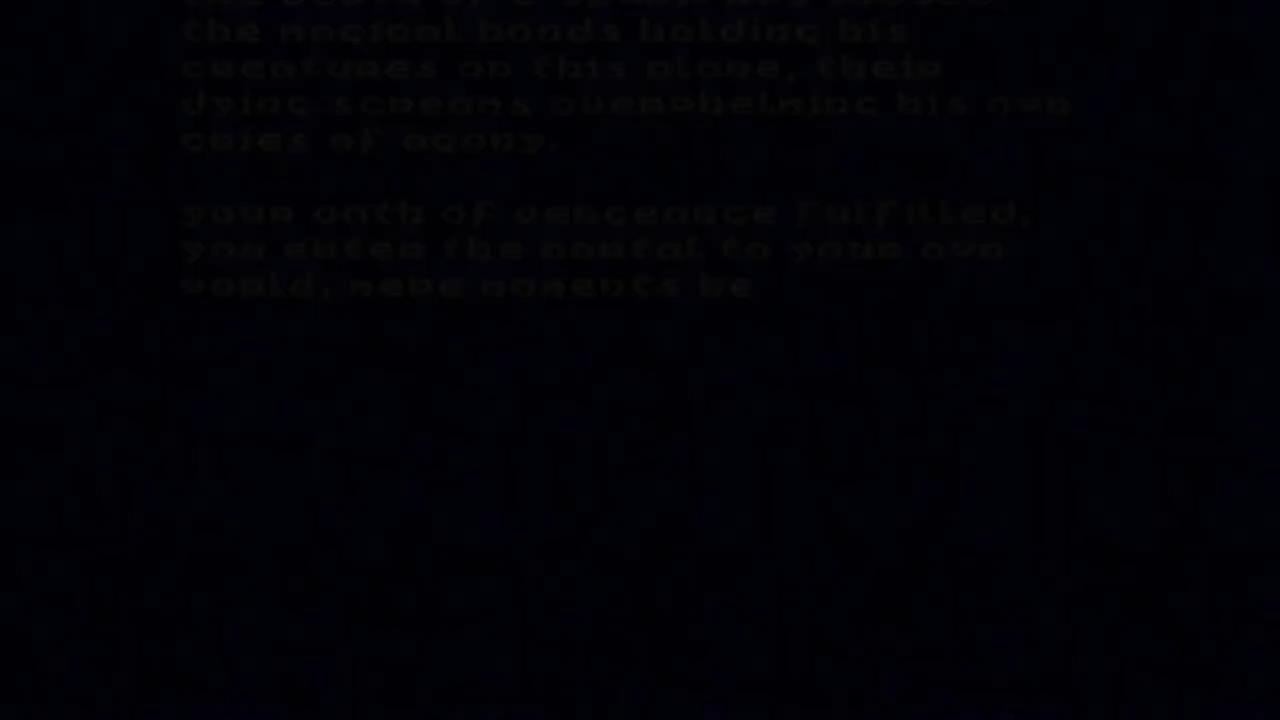 the magical bonds holding his
creatures on this plane, their
dying screams overwhelming his own
cries of agony.
your oath of vengeance fulfilled,
you enter the portal to your own
world, mere moments be